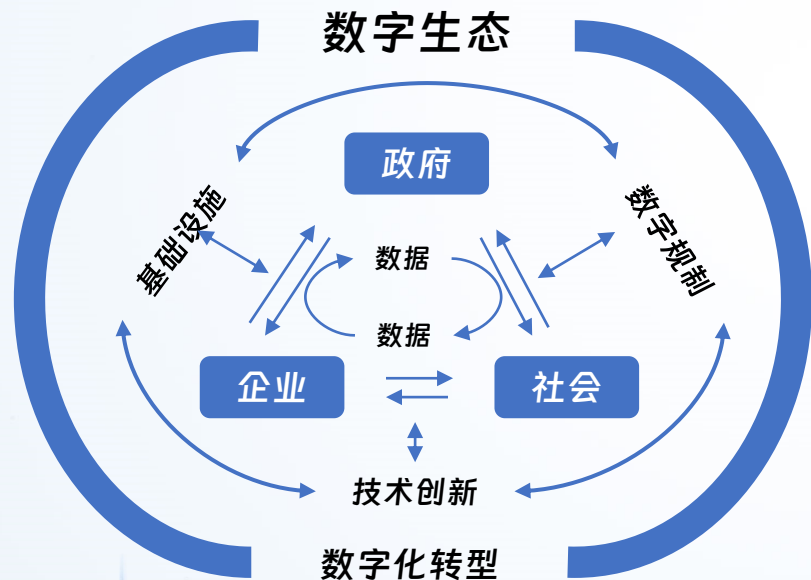 数字生态
政府
基础设施
数字规制
数据
数据
企业
社会
技术创新
数字化转型